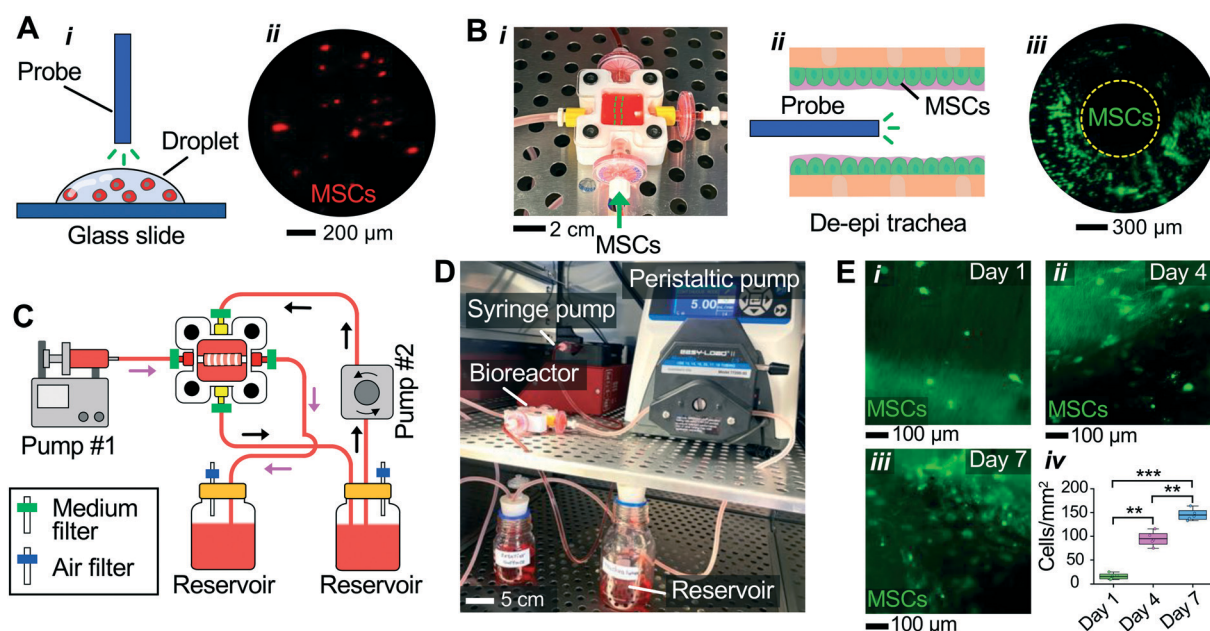 A
i
Probe
Droplet
Glass slide
ii
MSCs
200 µm
B
i
2 cm
MSCs
ii
Probe
MSCs
De-epi trachea
iii
MSCs
300 µm
C
Pump #1
Pump #2
Medium
filter
Air filter
Reservoir
Reservoir
D
Peristaltic pump
Syringe pump
5 00
Bioreactor
Reservoir
5 cm
E
i
Day 1
MSCs
100 µm
ii
Day 4
MSCs
100 µm
iii
Day 7
MSCs
100 µm
iv
***
**
**
Cells/mm²
200
150
100
50
0
Day 1
Day 4
Day 7